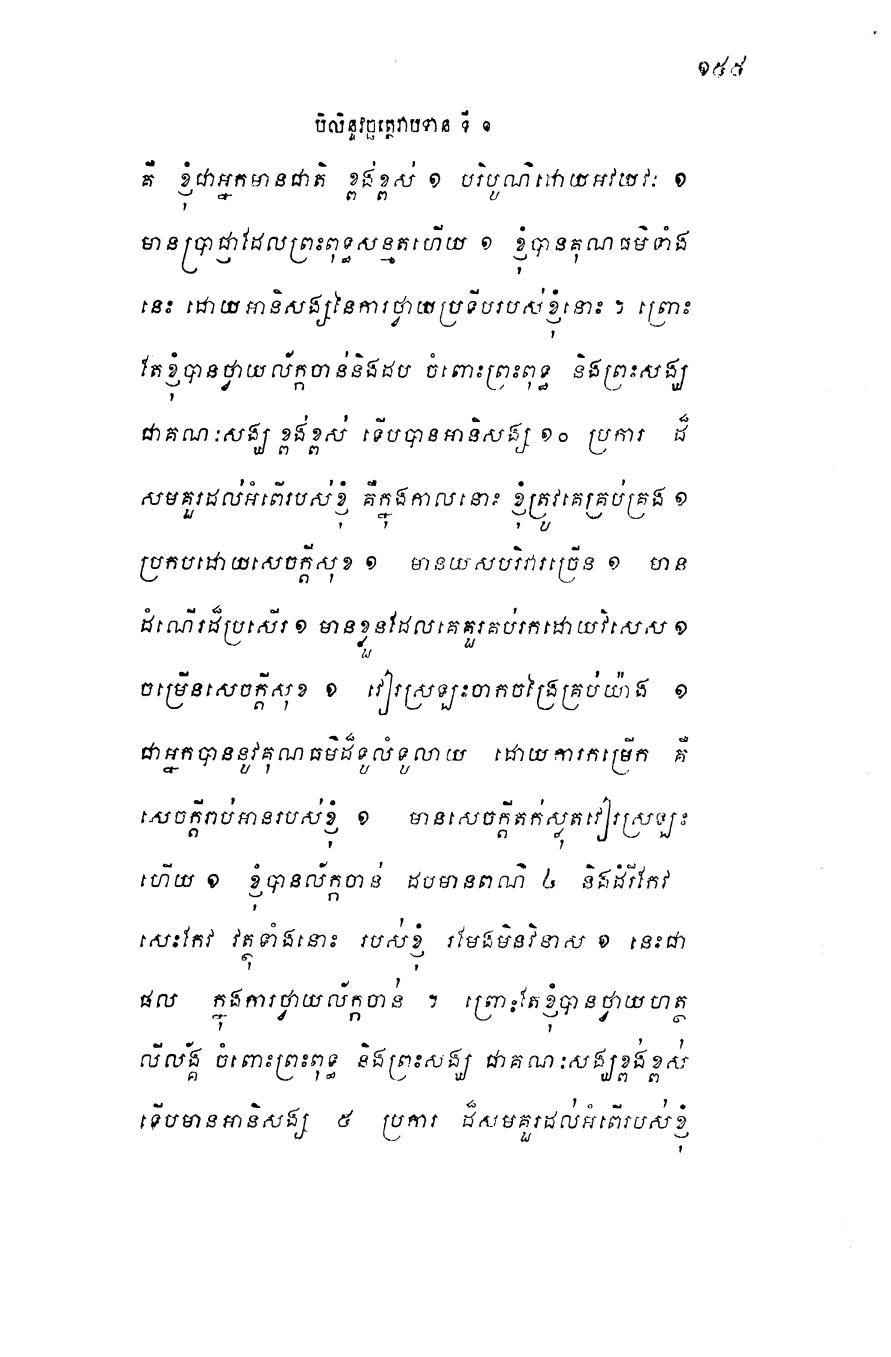 ១៥៥
បិលិន្ទវច្ឆត្ថេរាបទាន ទី ១
គឺ ខ្ញុំជាអ្នកមានជាតិ ខ្ពង់ខ្ពស់ ១ បរិបូណ៌ដោយអវយវៈ ១
មានប្រាជ្ញាដែលព្រះពុទ្ធសន្មតហើយ ១ ខ្ញុំបានគុណធម៌ទាំង
នេះ ដោយអានិសង្សនៃការថ្វាយប្រទីបរបស់ខ្ញុំនោះ ។ ព្រោះ
តែខ្ញុំបានថ្វាយល័ក្តចាន់និងដប ចំពោះព្រះពុទ្ធ និងព្រះសង្ឃ
ជាគណៈសង្ឃ ខ្ពង់ខ្ពស់ ទើបបានអានិសង្ស ១០ ប្រការ ដ៏
សមគួរដល់អំពើរបស់ខ្ញុំ គឺក្នុងកាលនោះ ខ្ញុំត្រូវគេគ្រប់គ្រង ១
ប្រកបដោយសេចក្តីសុខ ១ មានយសបរិវារច្រើន ១ មាន
ដំណើរដ៏ប្រសើរ ១ មានខ្លួនដែលគេគួរគប់រកដោយវិសេស ១
ចម្រើនសេចក្តីសុខ ១ វៀរស្រឡះចាកចង្រៃគ្រប់យ៉ាង ១
ជាអ្នកបាននូវគុណធម៌ដ៏ទូលំទូលាយ ដោយការកម្រើក គឺ
សេចក្តីរាប់អានរបស់ខ្ញុំ ១ មានសេចក្តីតក់ស្លុតវៀរស្រឡះ
ហើយ ១ ខ្ញុំបានល័ក្តចាន់ ដបមានពណ៌ ៤ និងដំរីកែវ
សេះកែវ វត្ថុទាំងនោះ របស់ខ្ញុំ រមែងមិនវិនាស ១ នេះជា
ផល ក្នុងការថ្វាយល័ក្តចាន់ ។ ព្រោះតែខ្ញុំបានថ្វាយហត្ថ
លីល័ង្គ ចំពោះព្រះពុទ្ធ និងព្រះសង្ឃ ជាគណៈសង្ឃខ្ពង់ខ្ពស់
ទើបមានអានិសង្ស ៥ ប្រការ ដ៏សមគួរដល់អំពើរបស់ខ្ញុំ